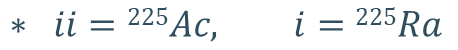 * ii = ²²⁵Ac, i = ²²⁵Ra